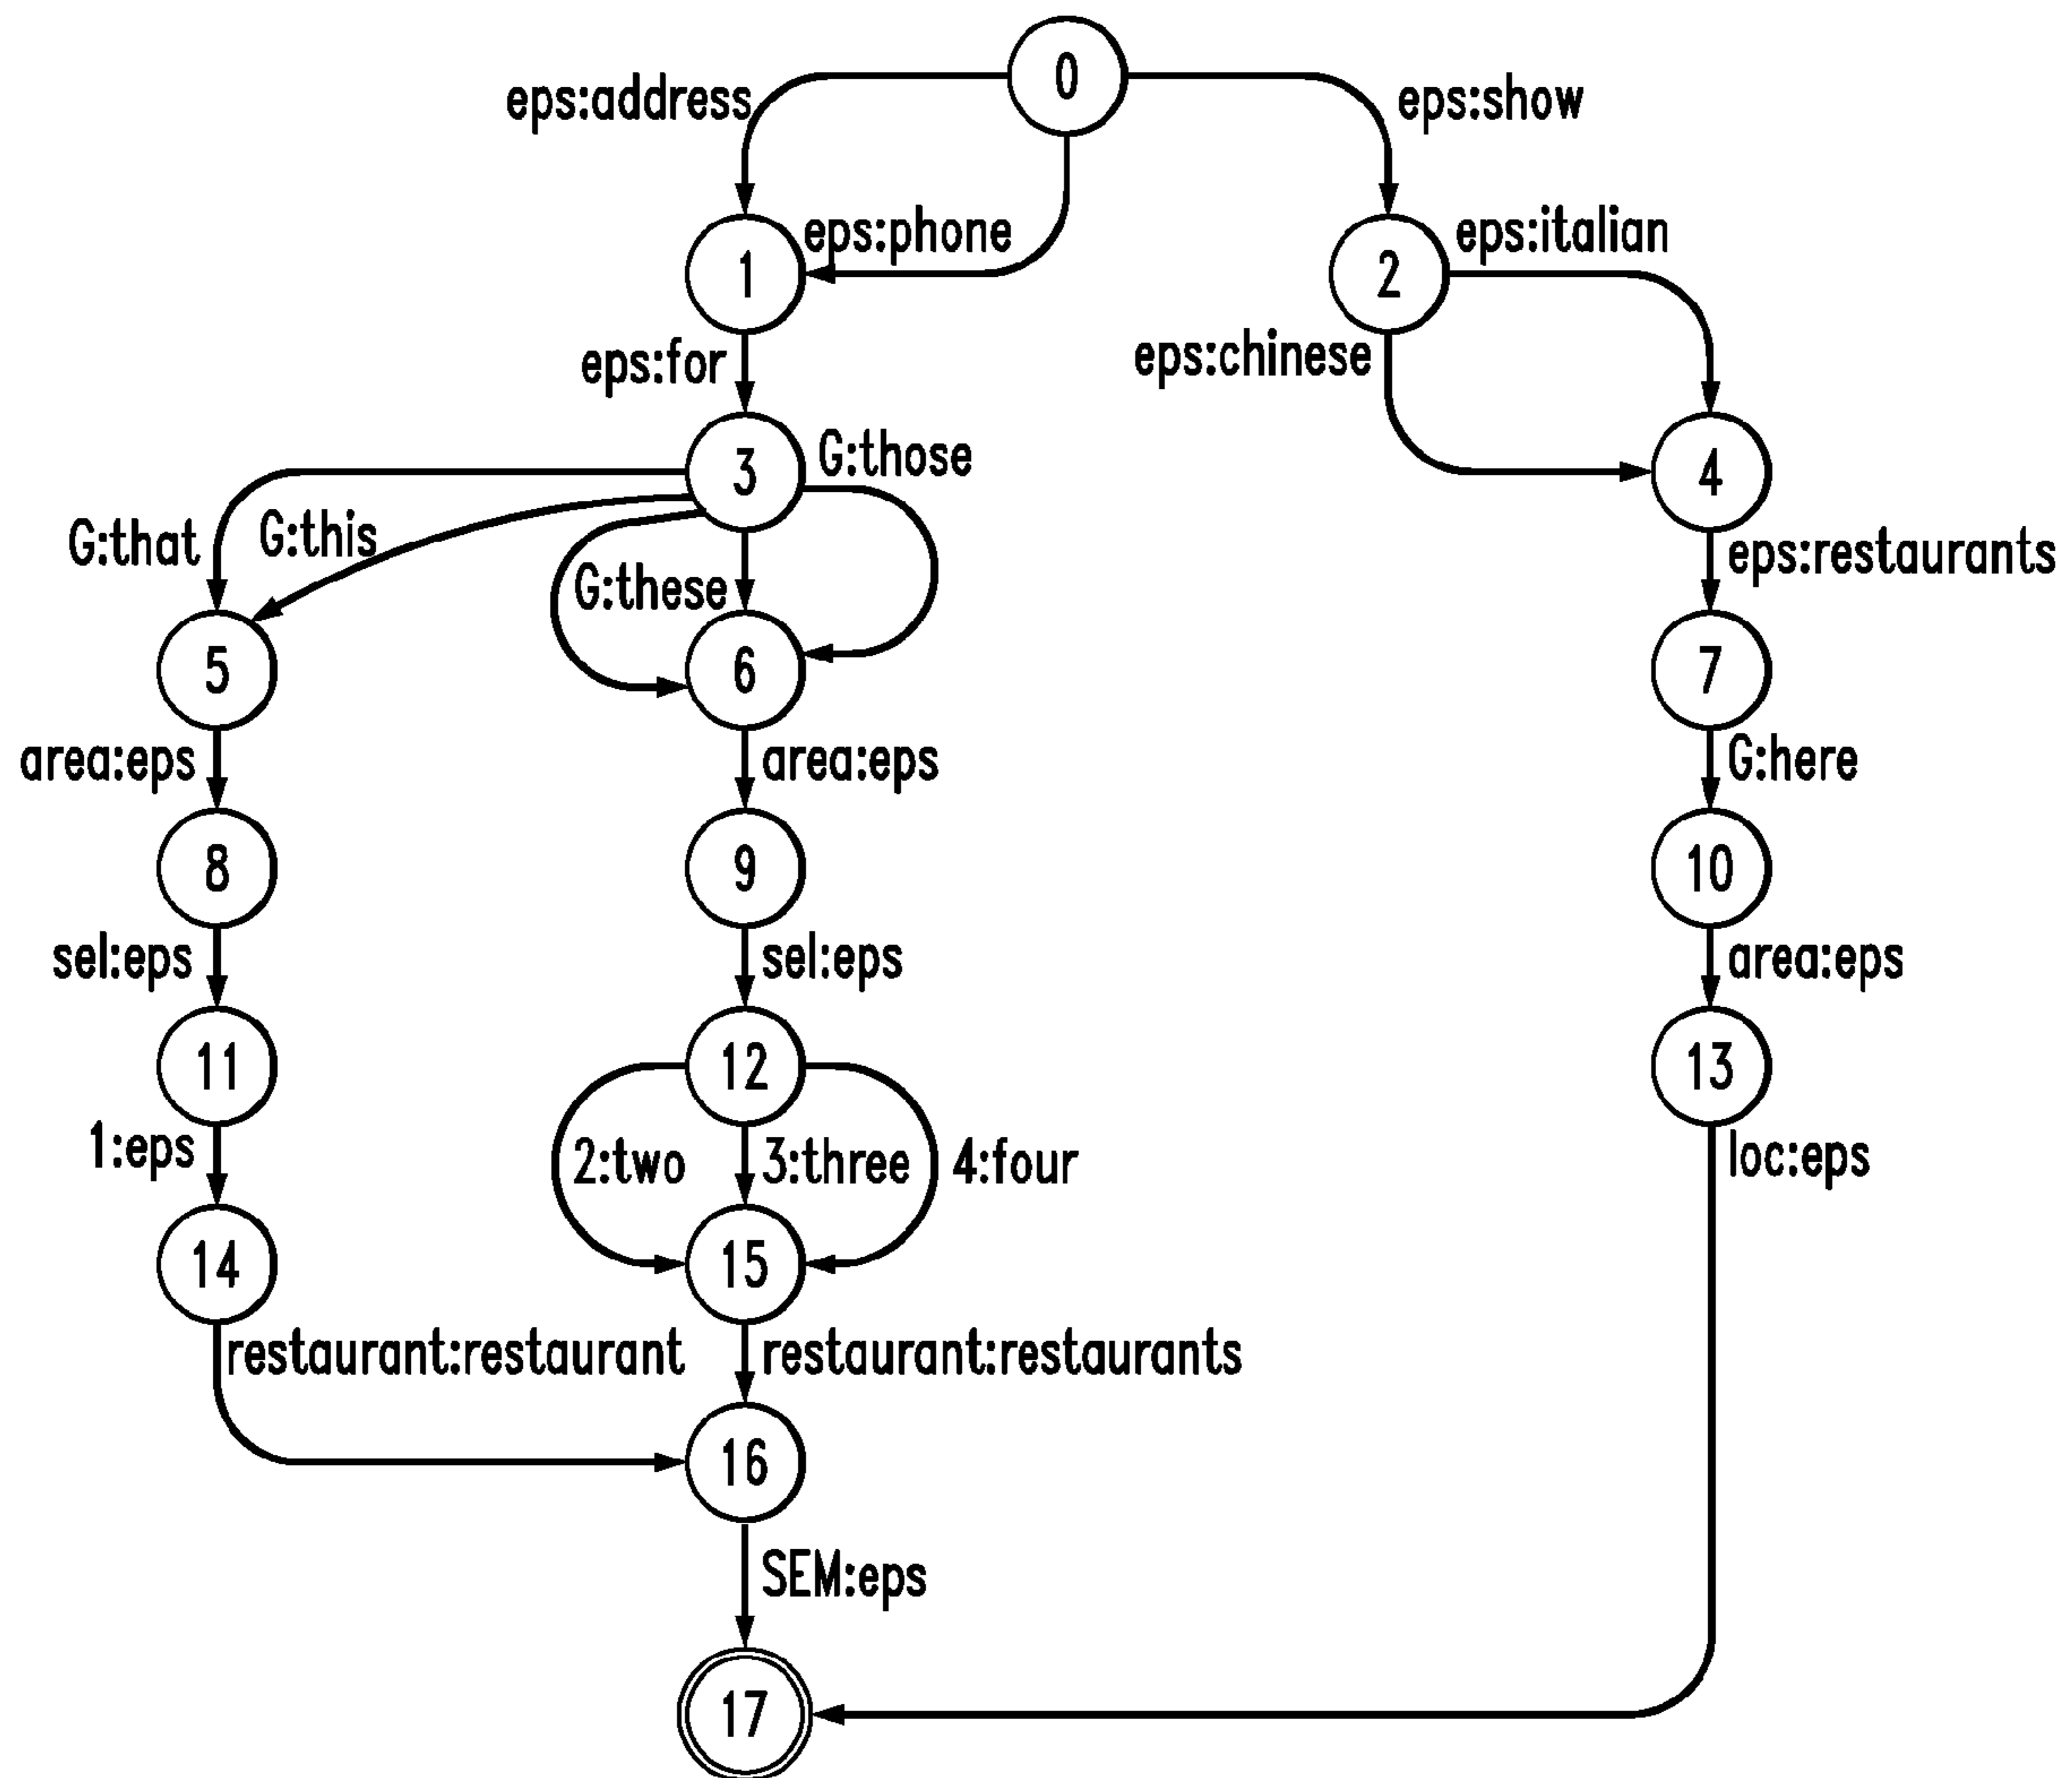 0
eps:address
eps:show
eps:phone
eps:italian
1
2
eps:for
eps:chinese
G:those
3
4
G:that
G:this
G:these
eps:restaurants
5
6
7
area:eps
area:eps
G:here
8
9
10
sel:eps
sel:eps
area:eps
11
12
13
1:eps
2:two
3:three
4:four
loc:eps
14
15
restaurant:restaurant
restaurant:restaurants
16
SEM:eps
17